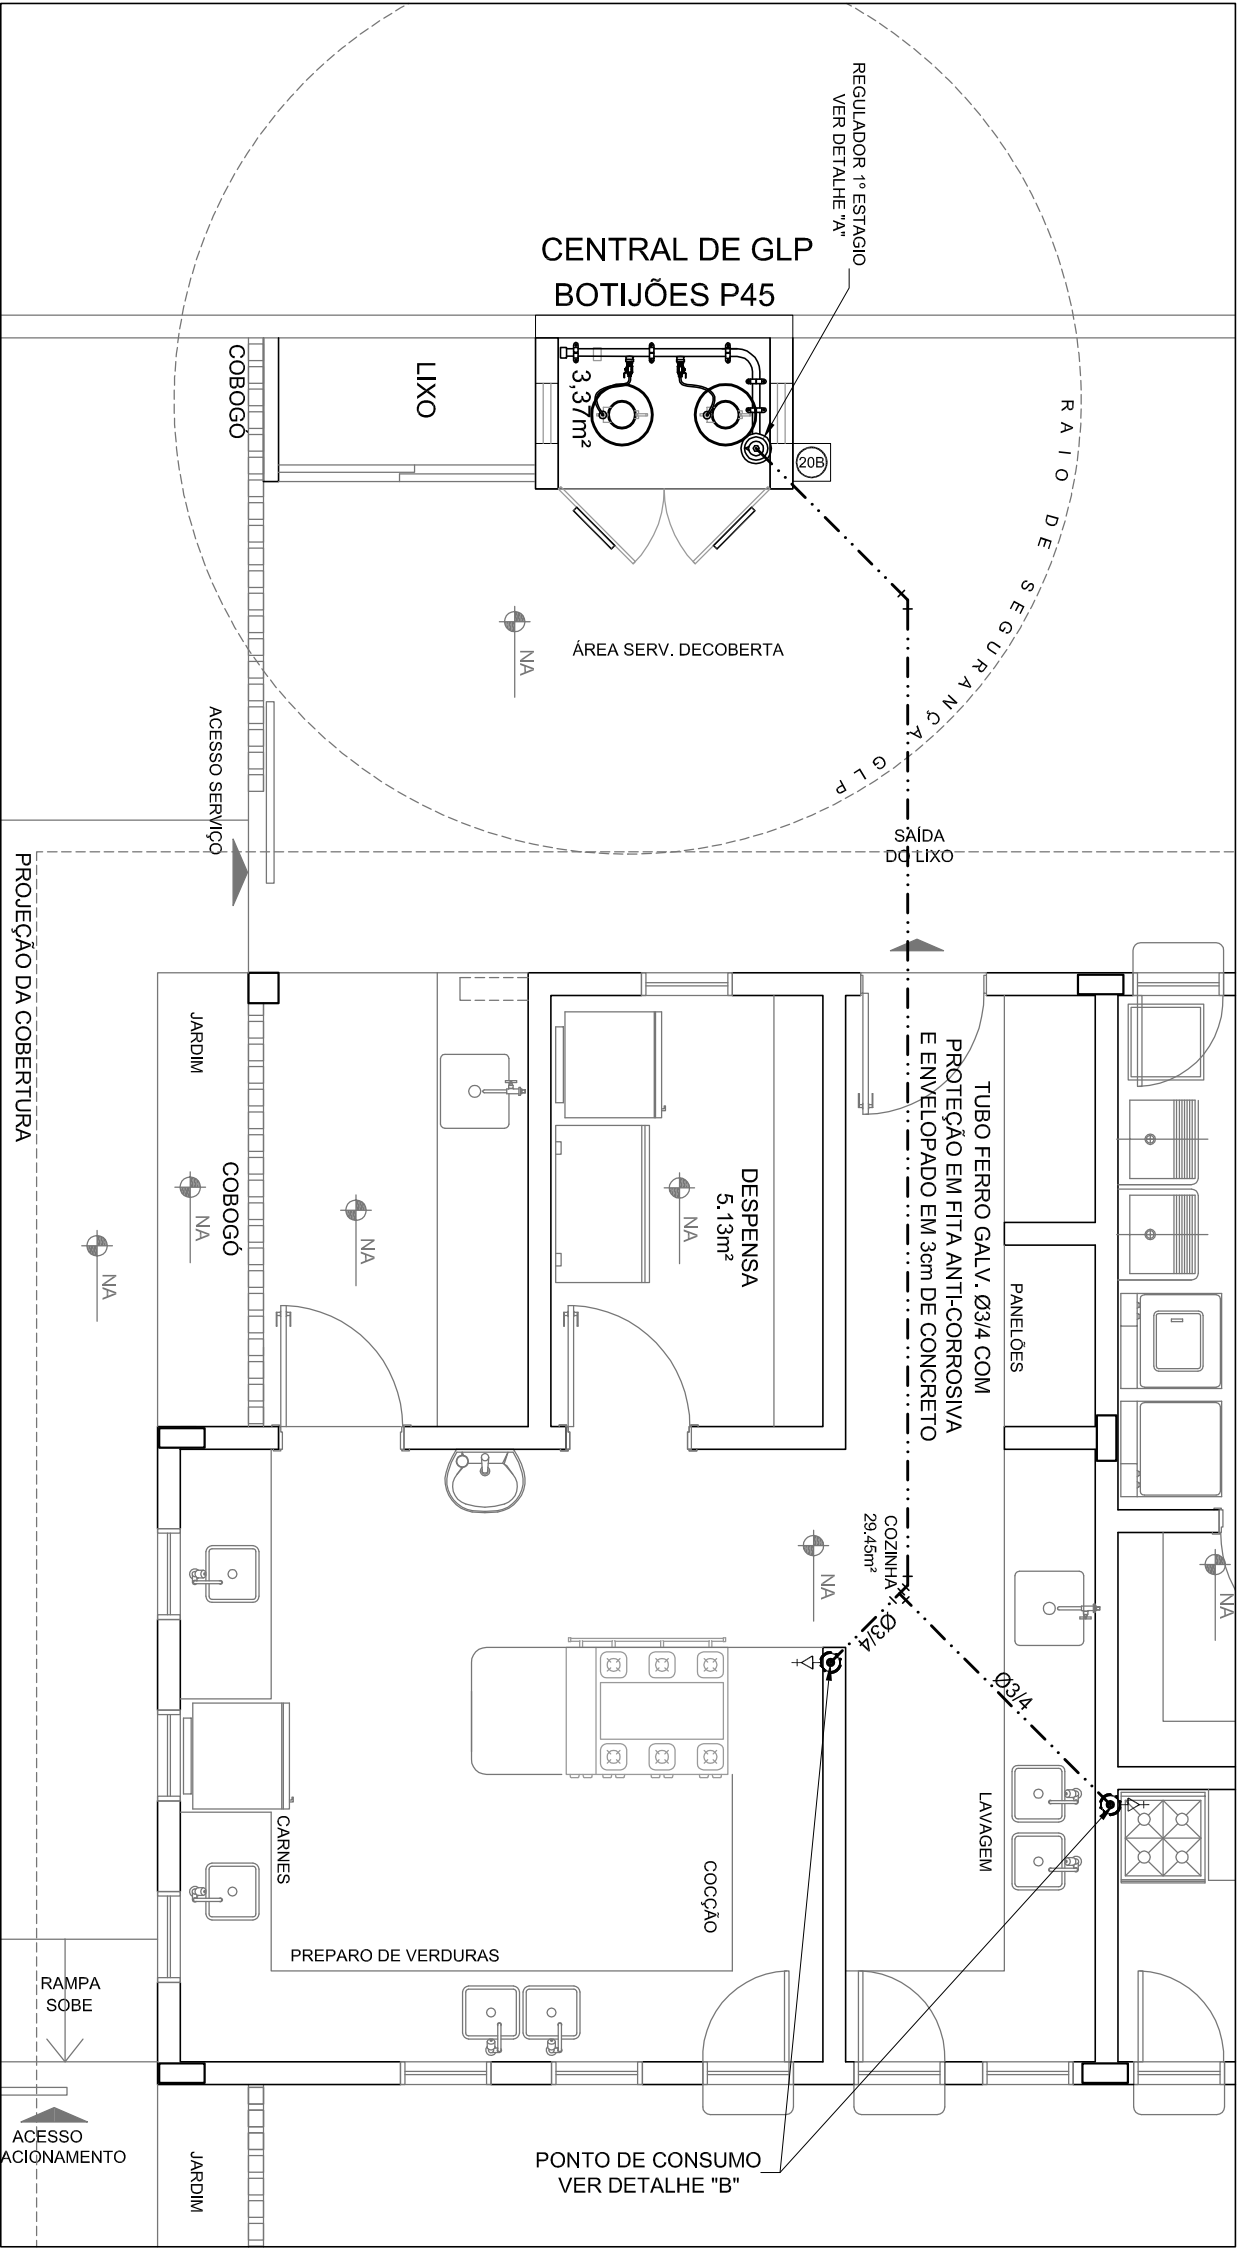 REGULADOR 1º ESTAGIO
VER DETALHE "A"
CENTRAL DE GLP
BOTIJÕES P45
COBOGÓ
LIXO
3,37m²
20B
RAIO DE SEGURANÇA GLP
NA
ÁREA SERV. DECOBERTA
ACESSO SERVIÇO
SAÍDA
DO LIXO
PROJEÇÃO DA COBERTURA
JARDIM
NA
COBOGÓ
NA
NA
NA
DESPENSA
5.13m²
TUBO FERRO GALV. Ø3/4 COM
PROTEÇÃO EM FITA ANTI-CORROSIVA
E ENVELOPADO EM 3cm DE CONCRETO
PANELÕES
COZINHA
29.45m²
NA
NA
Ø3/4
Ø3/4
LAVAGEM
CARNES
COCÇÃO
PREPARO DE VERDURAS
RAMPA
SOBE
ACESSO
ACIONAMENTO
JARDIM
PONTO DE CONSUMO
VER DETALHE "B"